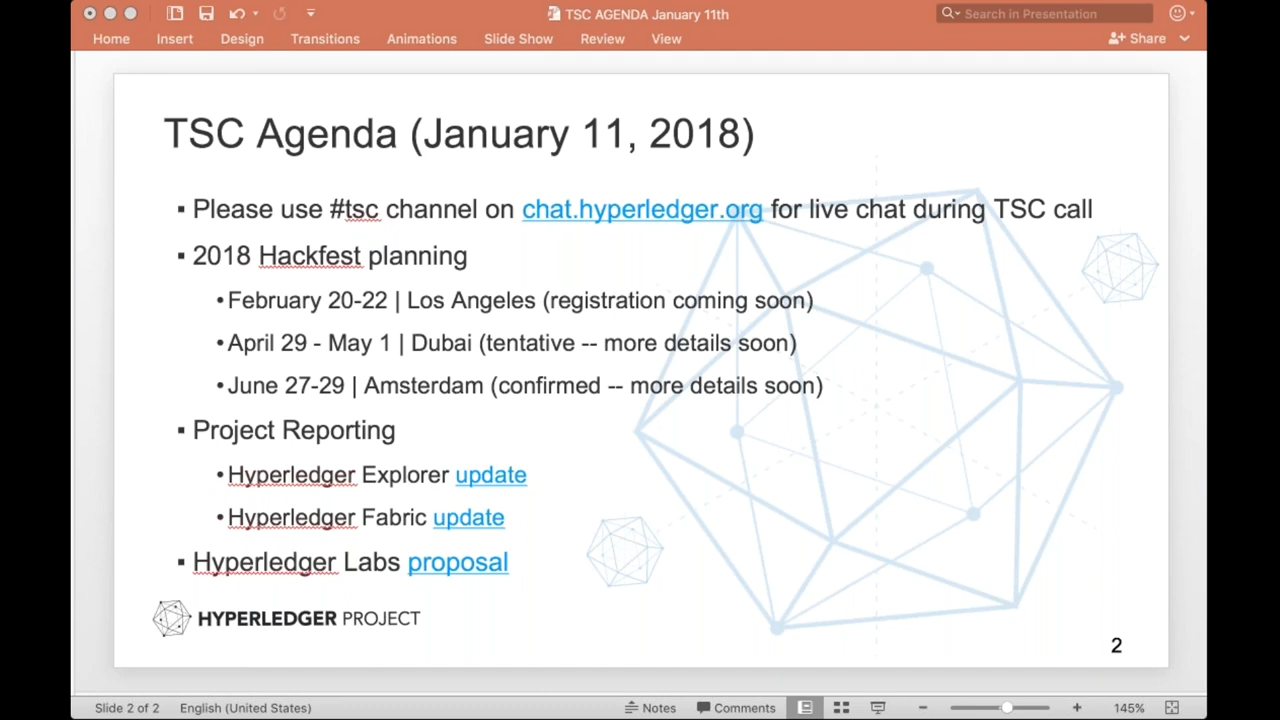 TSC AGENDA January 11th
Search in Presentation
Home Insert Design Transitions Animations Slide Show Review View Share
TSC Agenda (January 11, 2018)
▪ Please use #tsc channel on chat.hyperledger.org for live chat during TSC call
▪ 2018 Hackfest planning
• February 20-22 | Los Angeles (registration coming soon)
• April 29 - May 1 | Dubai (tentative -- more details soon)
• June 27-29 | Amsterdam (confirmed -- more details soon)
▪ Project Reporting
• Hyperledger Explorer update
• Hyperledger Fabric update
▪ Hyperledger Labs proposal
HYPERLEDGER PROJECT
2
Slide 2 of 2 English (United States) Notes Comments 145%